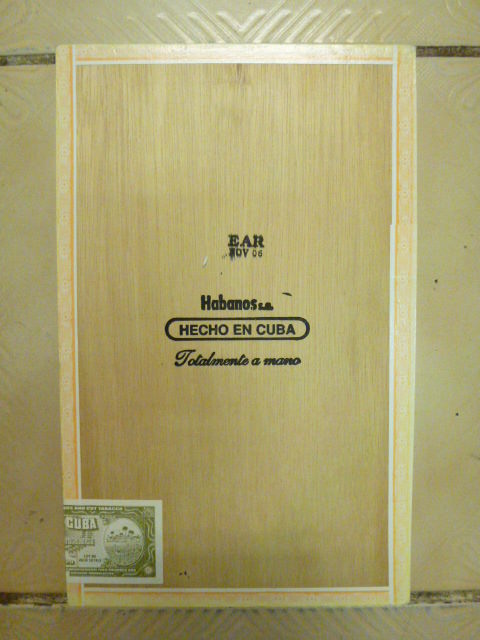 EAR
NOV 06
Habanos s.a.
HECHO EN CUBA
Totalmente a mano
CUBA